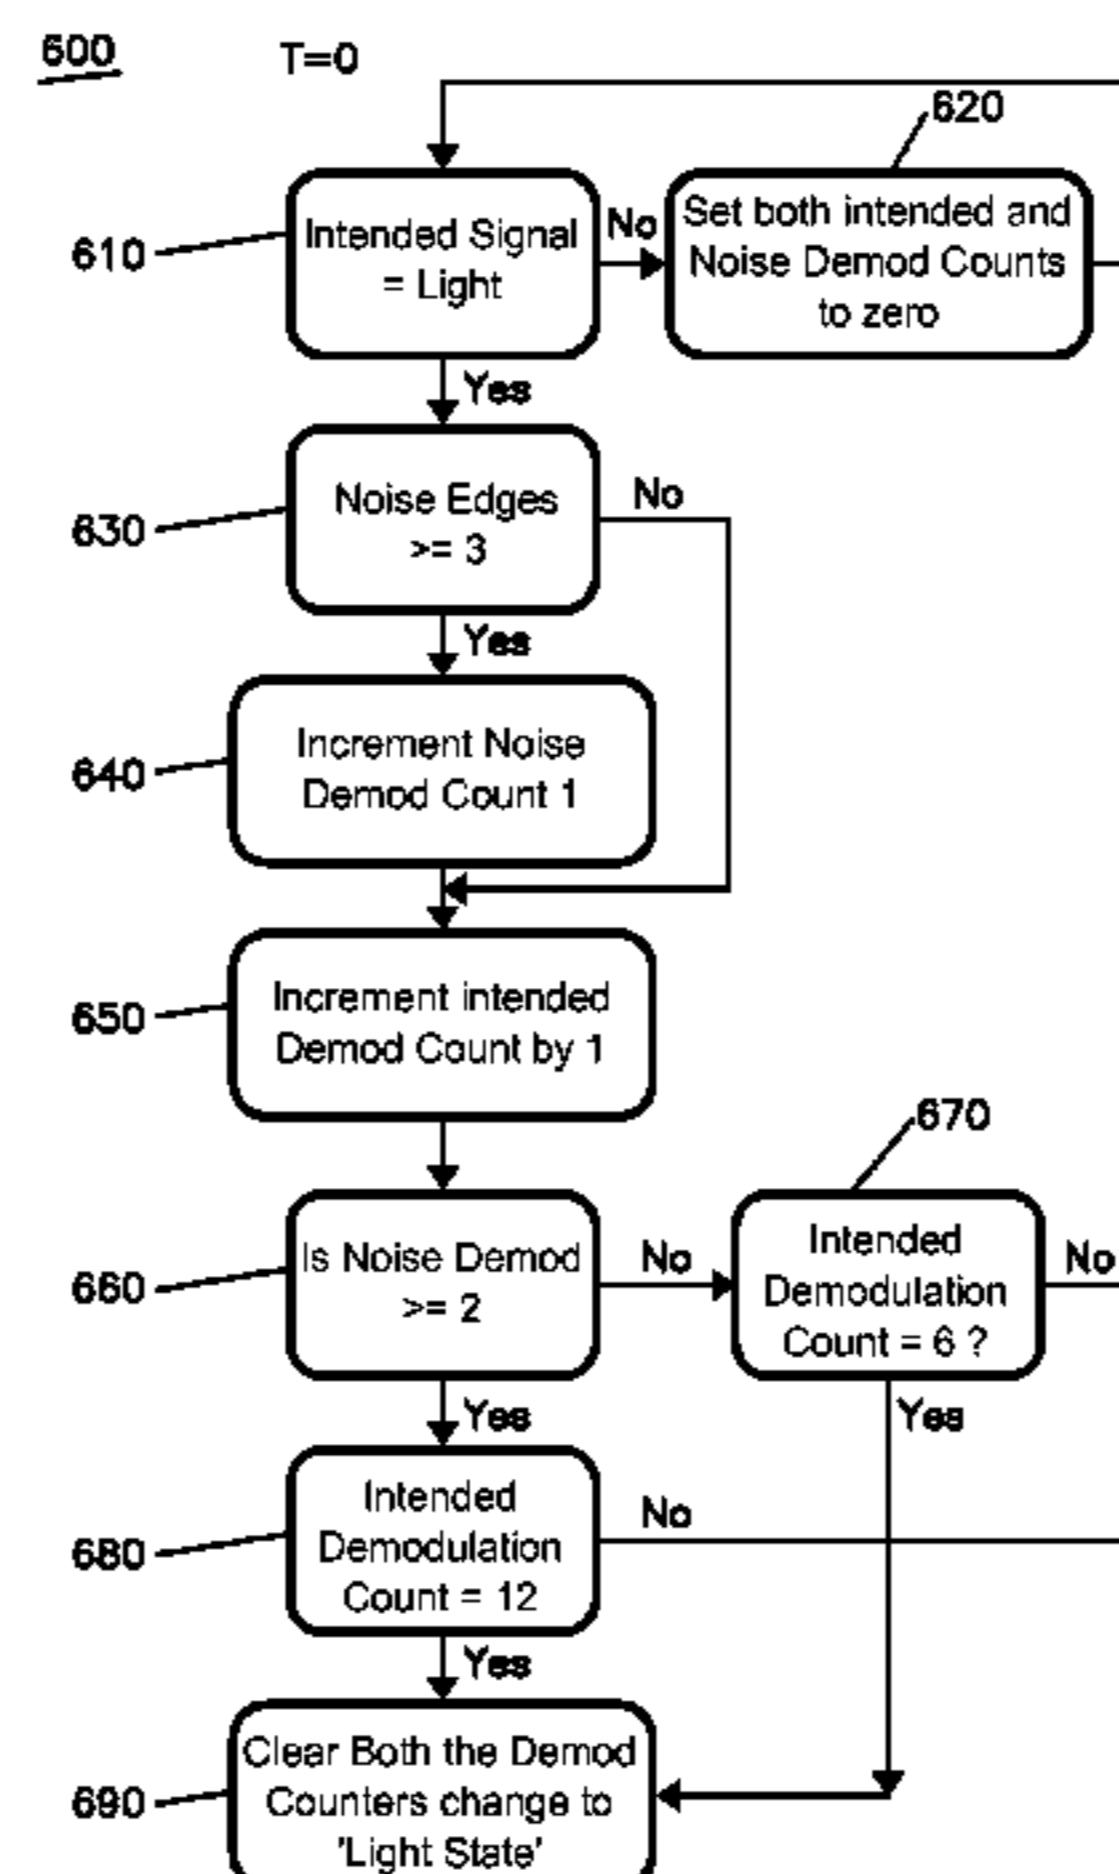 600
T=0
620
610
Intended Signal
= Light
No
Set both intended and
Noise Demod Counts
to zero
Yes
630
Noise Edges
>= 3
No
Yes
640
Increment Noise
Demod Count 1
650
Increment intended
Demod Count by 1
670
660
Is Noise Demod
>= 2
No
Intended
Demodulation
Count = 6 ?
No
Yes
Yes
680
Intended
Demodulation
Count = 12
No
Yes
690
Clear Both the Demod
Counters change to
'Light State'